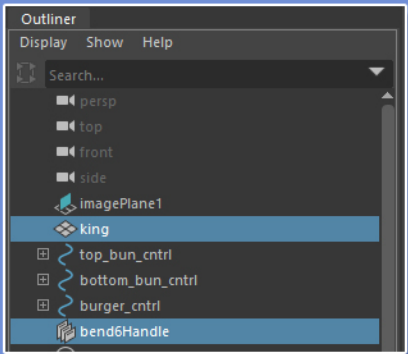 Outliner
Display Show Help
Search...
persp
top
front
side
imagePlane1
king
top_bun_cntrl
bottom_bun_cntrl
burger_cntrl
bend6Handle